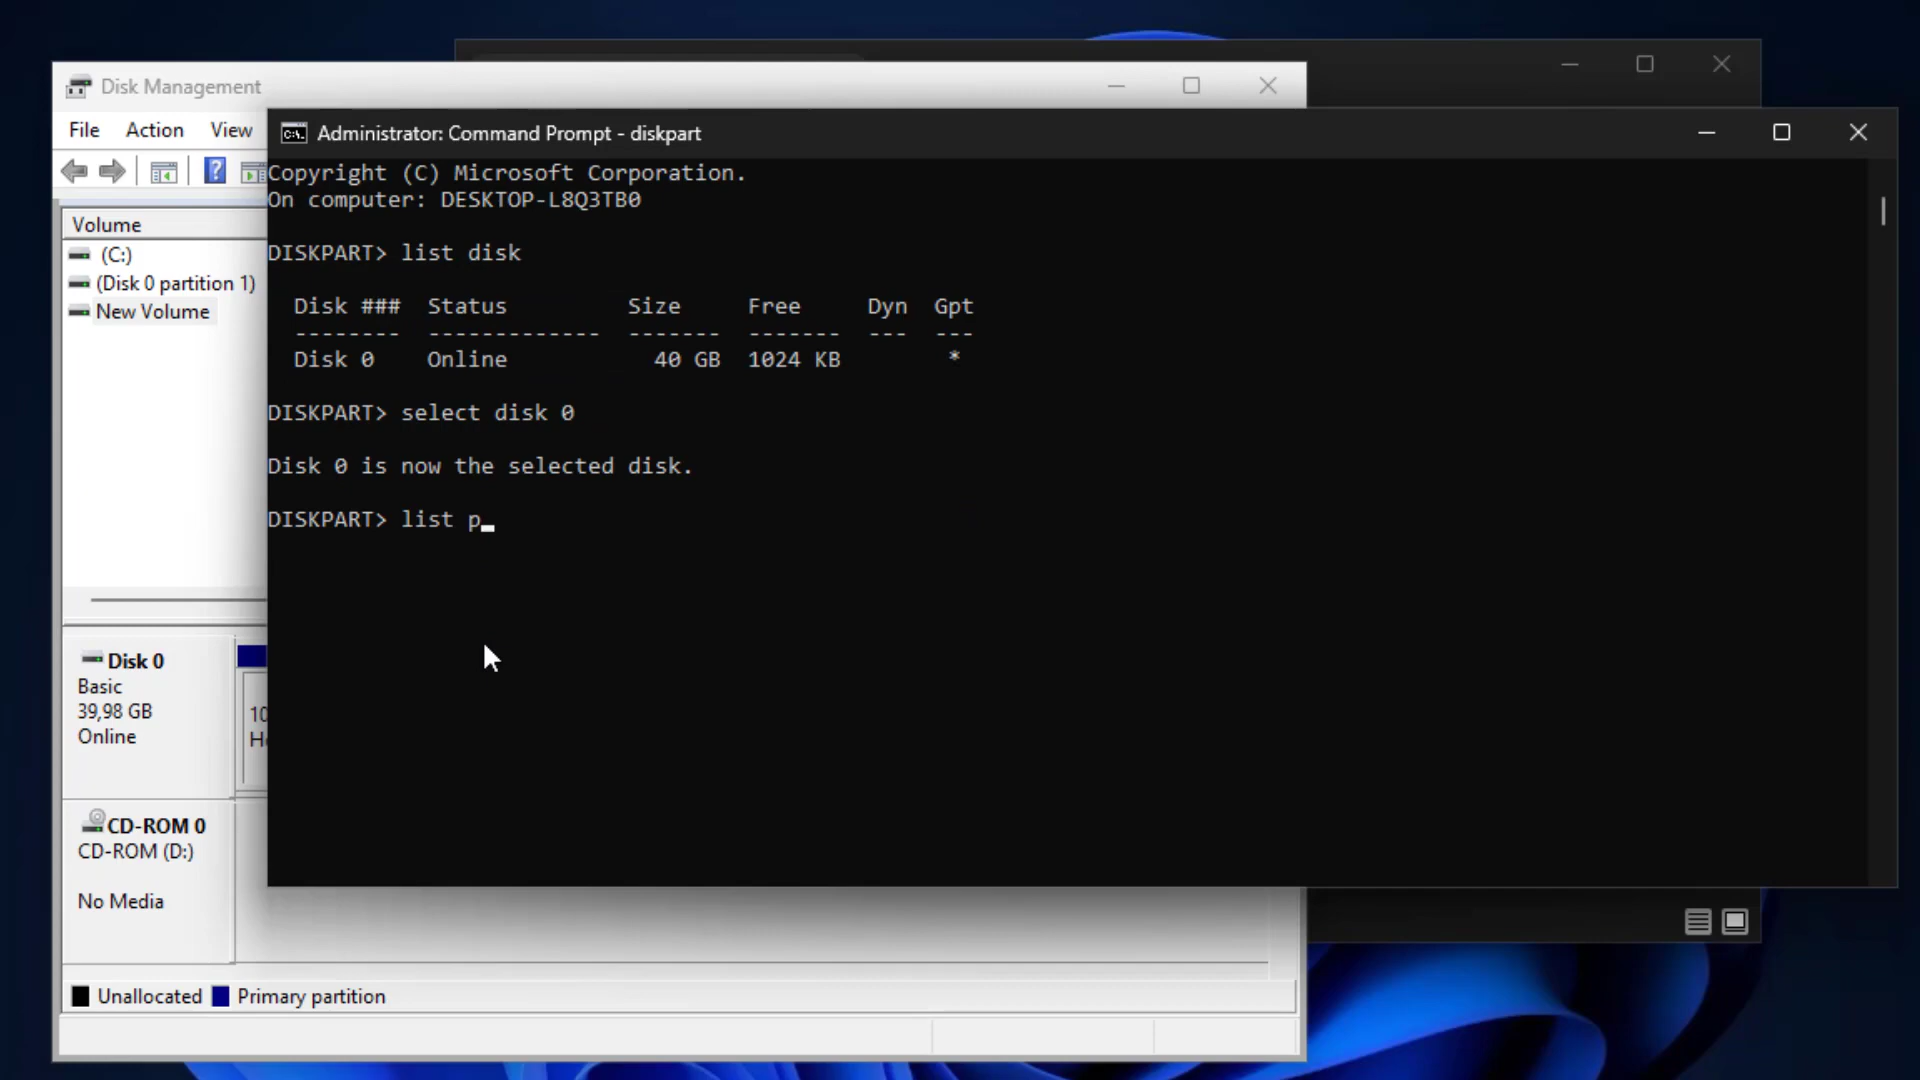 Disk Management
File Action View
Volume
(C:)
(Disk 0 partition 1)
New Volume
Disk 0
Basic
39,98 GB
Online
10
CD-ROM 0
CD-ROM (D:)
No Media
Unallocated Primary partition
Administrator: Command Prompt - diskpart
Copyright (C) Microsoft Corporation.
On computer: DESKTOP-L8Q3TB0
DISKPART> list disk
Disk ### Status Size Free Dyn Gpt
-------- ------------- ------- ------- --- ---
Disk 0 Online 40 GB 1024 KB *
DISKPART> select disk 0
Disk 0 is now the selected disk.
DISKPART> list p_